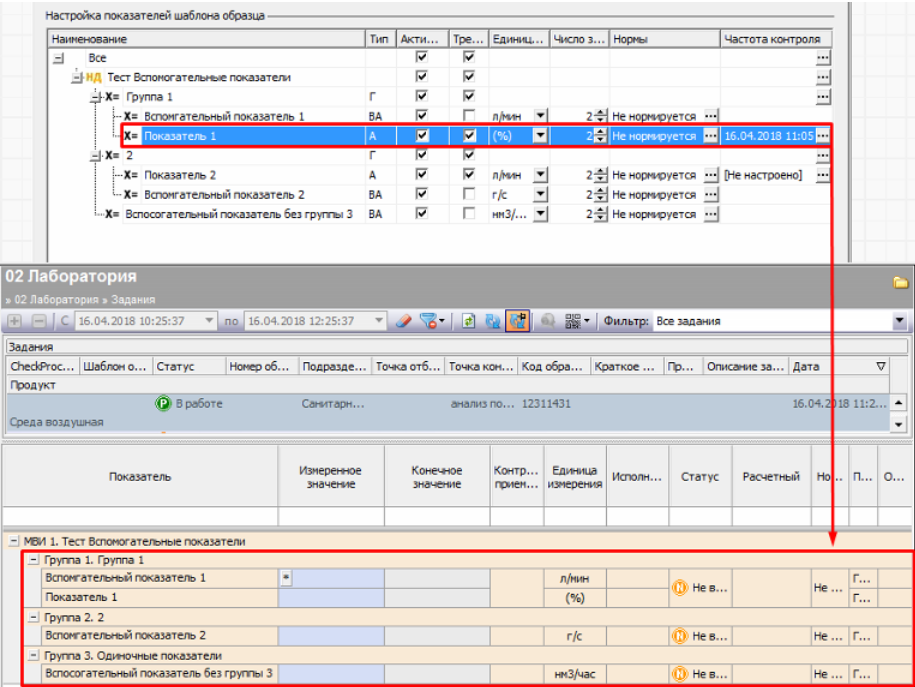 Настройка показателей шаблона образца
Наименование Тип Акти... Тре... Единиц... Число з... Нормы Частота контроля
Все ...
НД Тест Вспомогательные показатели ...
X= Группа 1 Г ...
X= Вспомгательный показатель 1 ВА л/мин 2 Не нормируется ...
X= Показатель 1 А (%) 2 Не нормируется ... 16.04.2018 11:05 ...
X= 2 Г ...
X= Показатель 2 А л/мин 2 Не нормируется ... [Не настроено] ...
X= Вспомгательный показатель 2 ВА г/с 2 Не нормируется ...
X= Вспосогательный показатель без группы 3 ВА нм3/... 2 Не нормируется ...
02 Лаборатория
» 02 Лаборатория » Задания
С 16.04.2018 10:25:37 по 16.04.2018 12:25:37 Фильтр: Все задания
Задания
CheckProc... Шаблон о... Статус Номер об... Подразде... Точка отб... Точка кон... Код обра... Краткое ... Пр... Описание за... Дата
Продукт
P В работе Санитарн... анализ по... 12311431 16.04.2018 11:2...
Среда воздушная
Показатель Измеренное значение Конечное значение Контр... приен... Единица измерения Исполн... Статус Расчетный Но... П... О...
МВИ 1. Тест Вспомогательные показатели
Группа 1. Группа 1
Вспомгательный показатель 1 * л/мин N Не в... Не ... Г...
Показатель 1 (%) Г...
Группа 2. 2
Вспомгательный показатель 2 г/с N Не в... Не ... Г...
Группа 3. Одиночные показатели
Вспосогательный показатель без группы 3 нм3/час N Не в... Не ... Г...